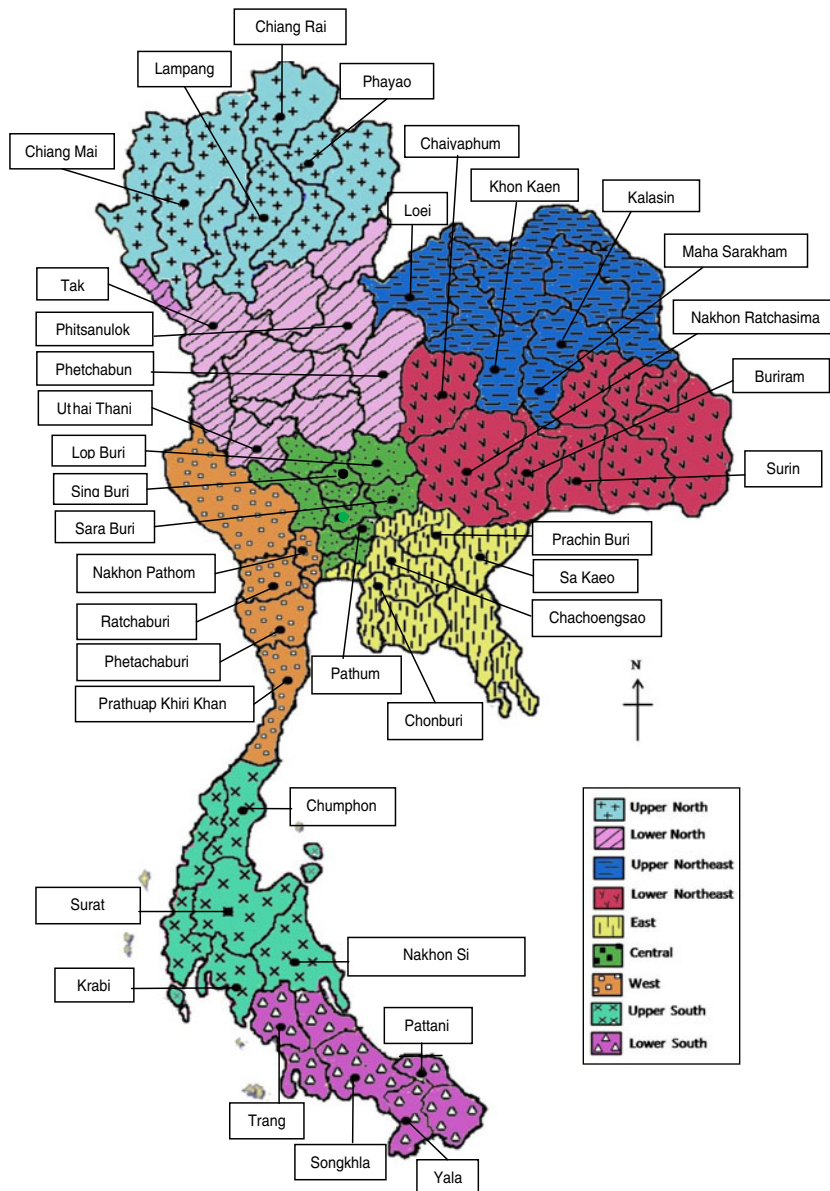 Chiang Rai
Lampang
Phayao
Chiang Mai
Chaiyaphum
Khon Kaen
Loei
Kalasin
Maha Sarakham
Tak
Nakhon Ratchasima
Phitsanulok
Buriram
Phetchabun
Uthai Thani
Lop Buri
Surin
Sing Buri
Sara Buri
Prachin Buri
Nakhon Pathom
Sa Kaeo
Ratchaburi
Chachoengsao
Phetachaburi
Pathum
Prathuap Khiri Khan
Chonburi
N
Chumphon
Surat
Nakhon Si
Krabi
Pattani
Trang
Songkhla
Yala
Upper North
Lower North
Upper Northeast
Lower Northeast
East
Central
West
Upper South
Lower South